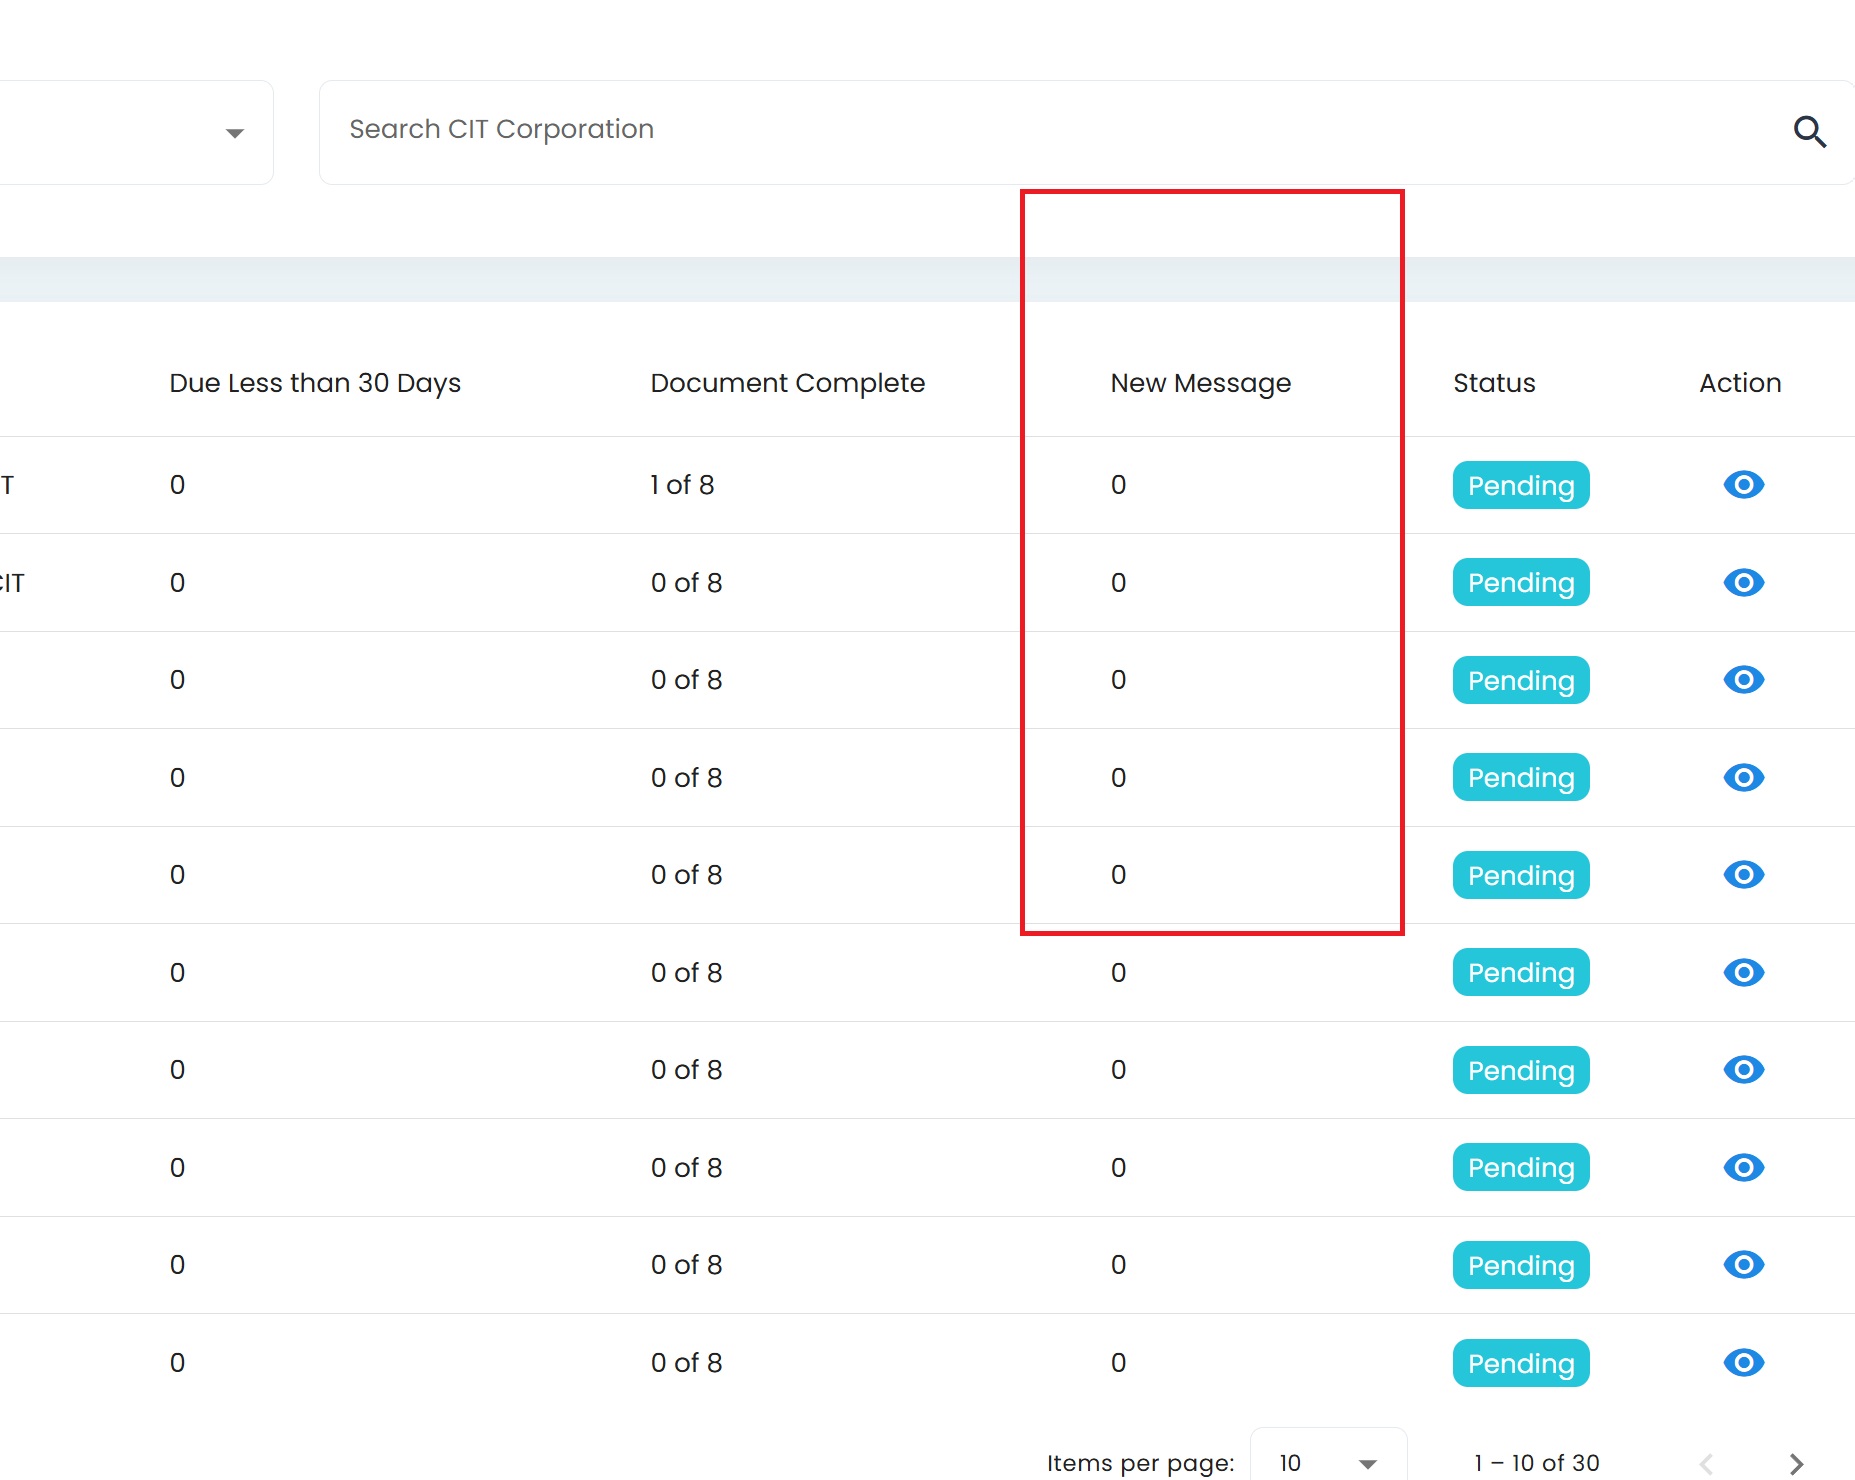 Search CIT Corporation
Due Less than 30 Days Document Complete New Message Status Action
T 0 1 of 8 0 Pending
CIT 0 0 of 8 0 Pending
0 0 of 8 0 Pending
0 0 of 8 0 Pending
0 0 of 8 0 Pending
0 0 of 8 0 Pending
0 0 of 8 0 Pending
0 0 of 8 0 Pending
0 0 of 8 0 Pending
0 0 of 8 0 Pending
Items per page: 10 1 – 10 of 30